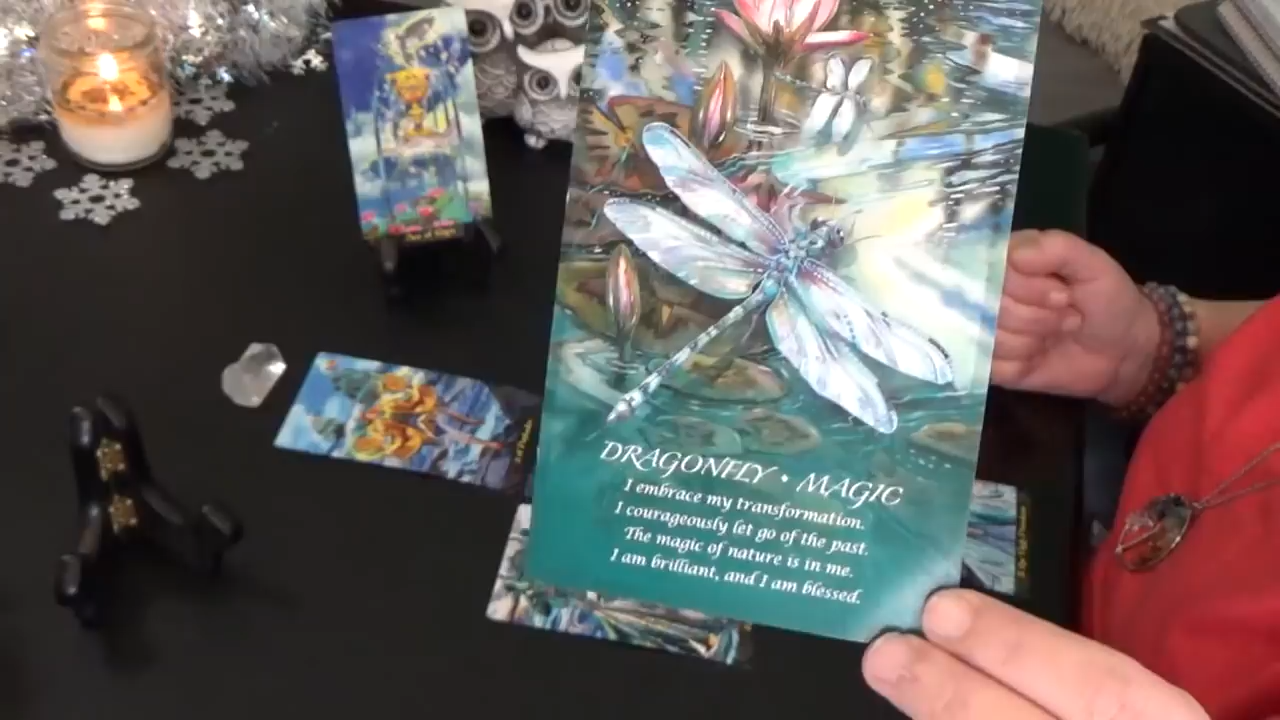 DRAGONFLY • MAGIC
I embrace my transformation.
I courageously let go of the past.
The magic of nature is in me.
I am brilliant, and I am blessed.